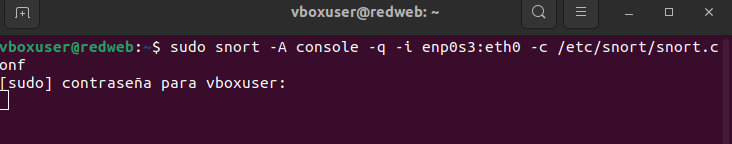 vboxuser@redweb: ~
vboxuser@redweb:~$ sudo snort -A console -q -i enp0s3:eth0 -c /etc/snort/snort.c
onf
[sudo] contraseña para vboxuser: